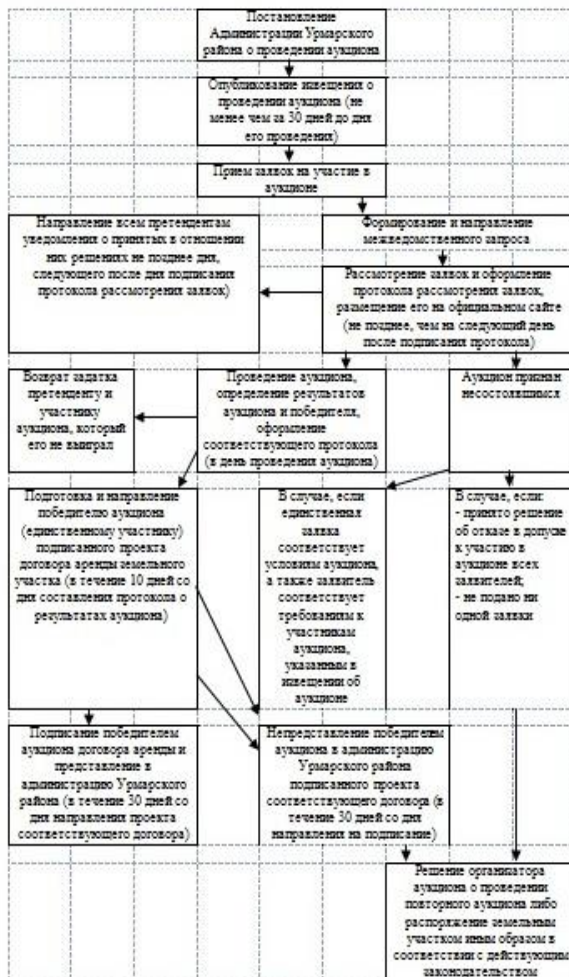 Постановление
Администрации Урмарского
района о проведении аукциона
Опубликование извещения о
проведении аукциона (не
менее чем за 30 дней до дня
его проведения)
Прием заявок на участие в
аукционе
Направление всем претендентам
уведомления о принятых в отношении
них решениях не позднее дня,
следующего после дня подписания
протокола рассмотрения заявок)
Формирование и направление
межведомственного запроса
Рассмотрение заявок и оформление
протокола рассмотрения заявок,
размещение его на официальном сайте
(не позднее, чем на следующий день
после подписания протокола)
Возврат задатка
претенденту и
участнику
аукциона, который
его не выиграл
Проведение аукциона,
определение результатов
аукциона и победителя,
оформление
соответствующего протокола
(в день проведения аукциона)
Аукцион признан
несостоявшимся
Подготовка и направление
победителю аукциона
(единственному участнику)
подписанного проекта
договора аренды земельного
участка (в течение 10 дней со
дня составления протокола о
результатах аукциона)
В случае, если
единственная
заявка
соответствует
условиям аукциона,
а также заявитель
соответствует
требованиям к
участникам
аукциона,
указанным в
извещении об
аукционе
В случае, если:
- принято решение
об отказе в допуске
к участию в
аукционе всех
заявителей;
- не подано ни
одной заявки
Подписание победителем
аукциона договора аренды и
представление в
администрацию Урмарского
района (в течение 30 дней со
дня направления проекта
соответствующего договора)
Непредставление победителем
аукциона в администрацию
Урмарского района
подписанного проекта
соответствующего договора (в
течение 30 дней со дня
направления на подписание)
Решение организатора
аукциона о проведении
повторного аукциона либо
распоряжение земельным
участком иным образом в
соответствии с действующим
законодательством